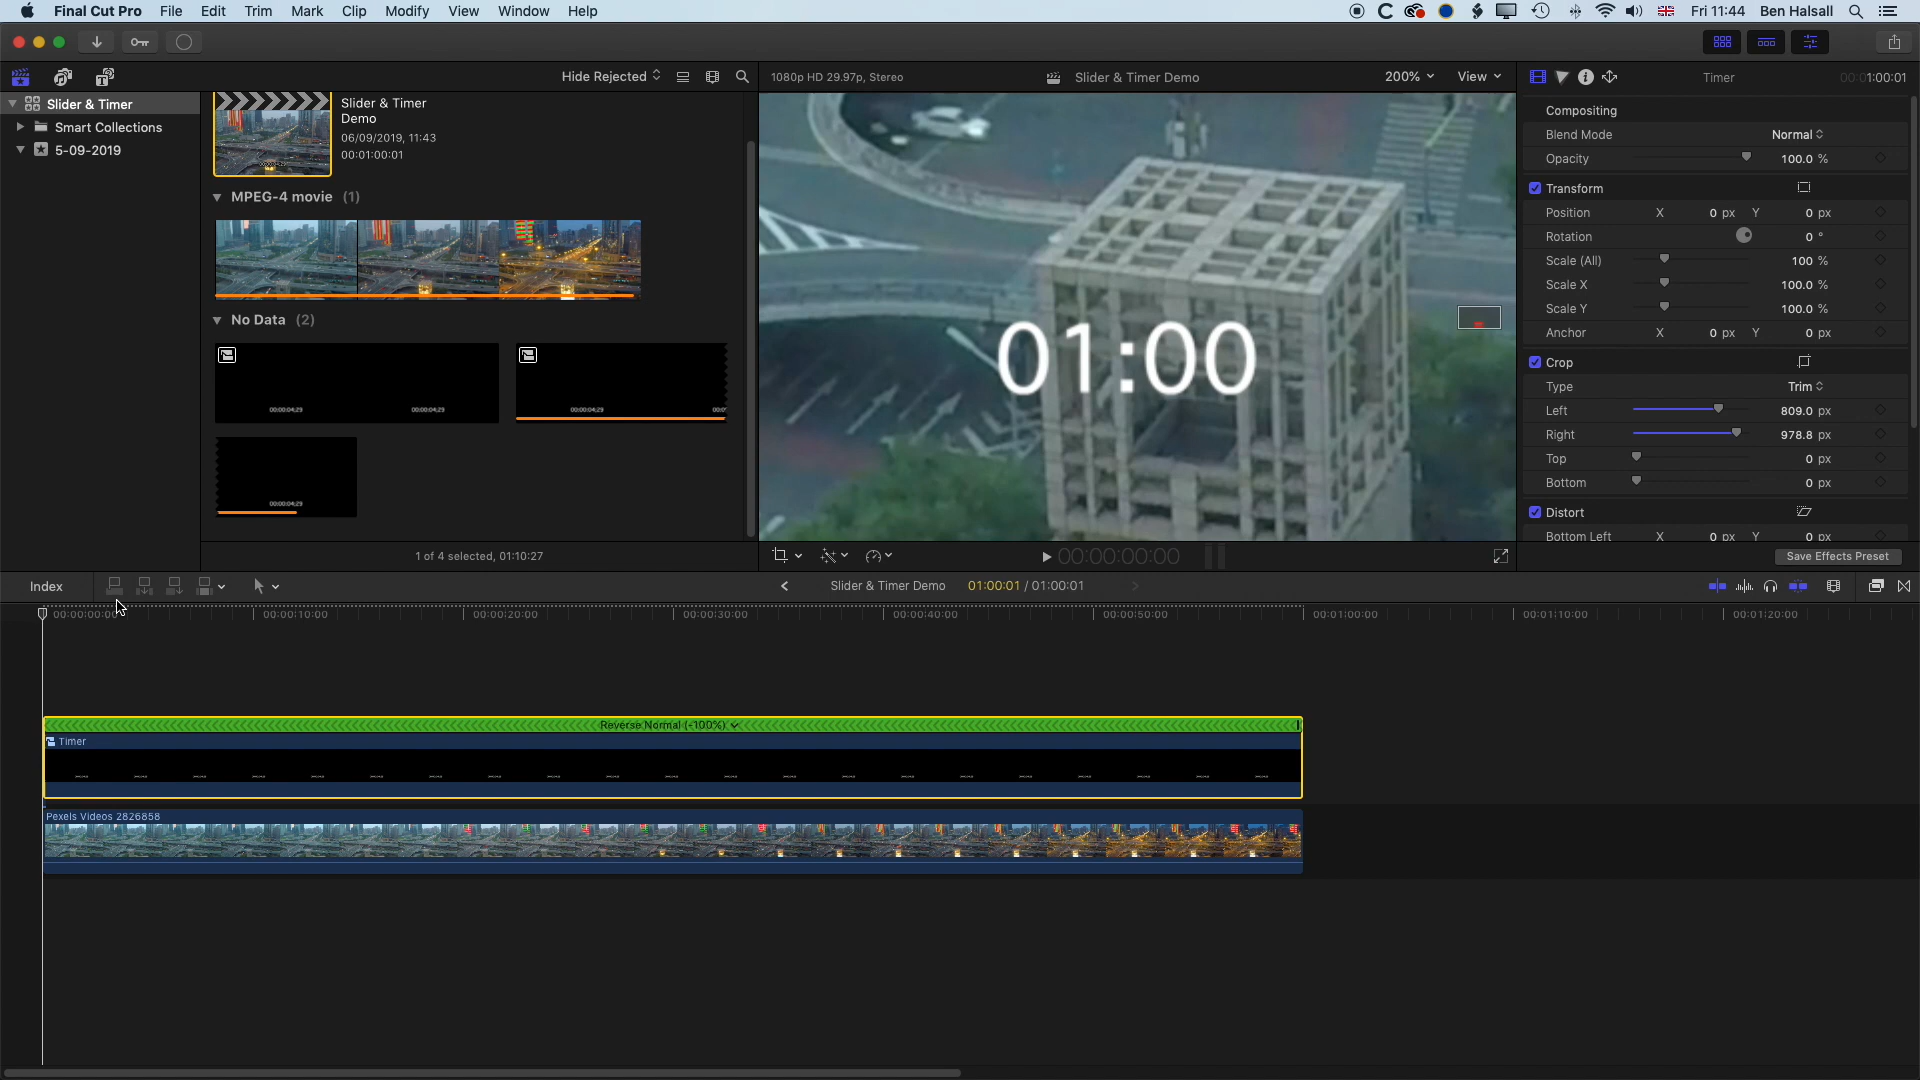 Final Cut Pro File Edit Trim Mark Clip Modify View Window Help
Fri 11:44 Ben Halsall
Hide Rejected
1080p HD 29.97p, Stereo
Slider & Timer Demo
200%
View
Timer
00:01:00:01
Slider & Timer
Smart Collections
5-09-2019
Slider & Timer
Demo
06/09/2019, 11:43
00:01:00:01
MPEG-4 movie (1)
No Data (2)
00:00:04;29
00:00:04;29
00:00:04;29
00:00:04;29
1 of 4 selected, 01:10:27
01:00
00:00:00:00
Compositing
Blend Mode Normal
Opacity 100.0 %
Transform
Position X 0 px Y 0 px
Rotation 0 °
Scale (All) 100 %
Scale X 100.0 %
Scale Y 100.0 %
Anchor X 0 px Y 0 px
Crop
Type Trim
Left 809.0 px
Right 978.8 px
Top 0 px
Bottom 0 px
Distort
Bottom Left X 0 px Y 0 px
Save Effects Preset
Index
Slider & Timer Demo 01:00:01 / 01:00:01
00:00:00:00 00:00:10:00 00:00:20:00 00:00:30:00 00:00:40:00 00:00:50:00 00:01:00:00 00:01:10:00 00:01:20:00
Reverse Normal (-100%)
Timer
Pexels Videos 2826858